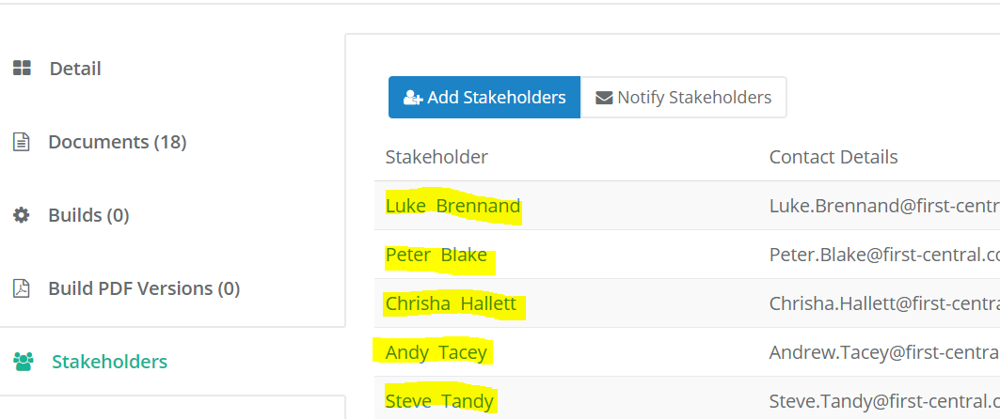 Detail
Documents (18)
Builds (0)
Build PDF Versions (0)
Stakeholders
Add Stakeholders Notify Stakeholders
Stakeholder Contact Details
Luke Brennand Luke.Brennand@first-centr
Peter Blake Peter.Blake@first-central.co
Chrisha Hallett Chrisha.Hallett@first-centra
Andy Tacey Andrew.Tacey@first-central
Steve Tandy Steve.Tandy@first-central.c